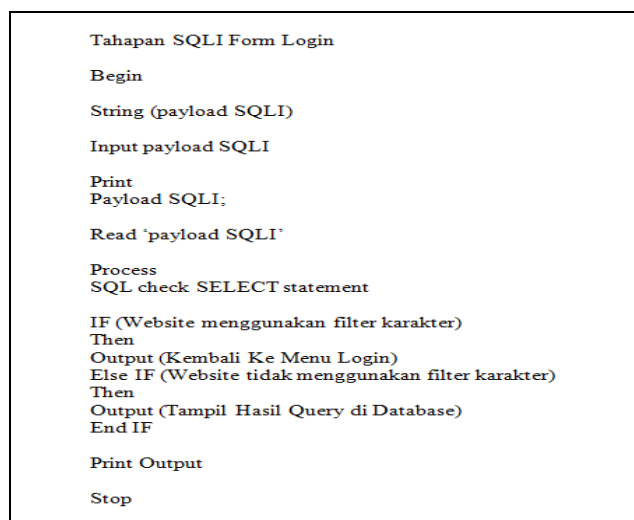 Tahapan SQLI Form Login
Begin
String (payload SQLI)
Input payload SQLI
Print
Payload SQLI;
Read ‘payload SQLI’
Process
SQL check SELECT statement
IF (Website menggunakan filter karakter)
Then
Output (Kembali Ke Menu Login)
Else IF (Website tidak menggunakan filter karakter)
Then
Output (Tampil Hasil Query di Database)
End IF
Print Output
Stop